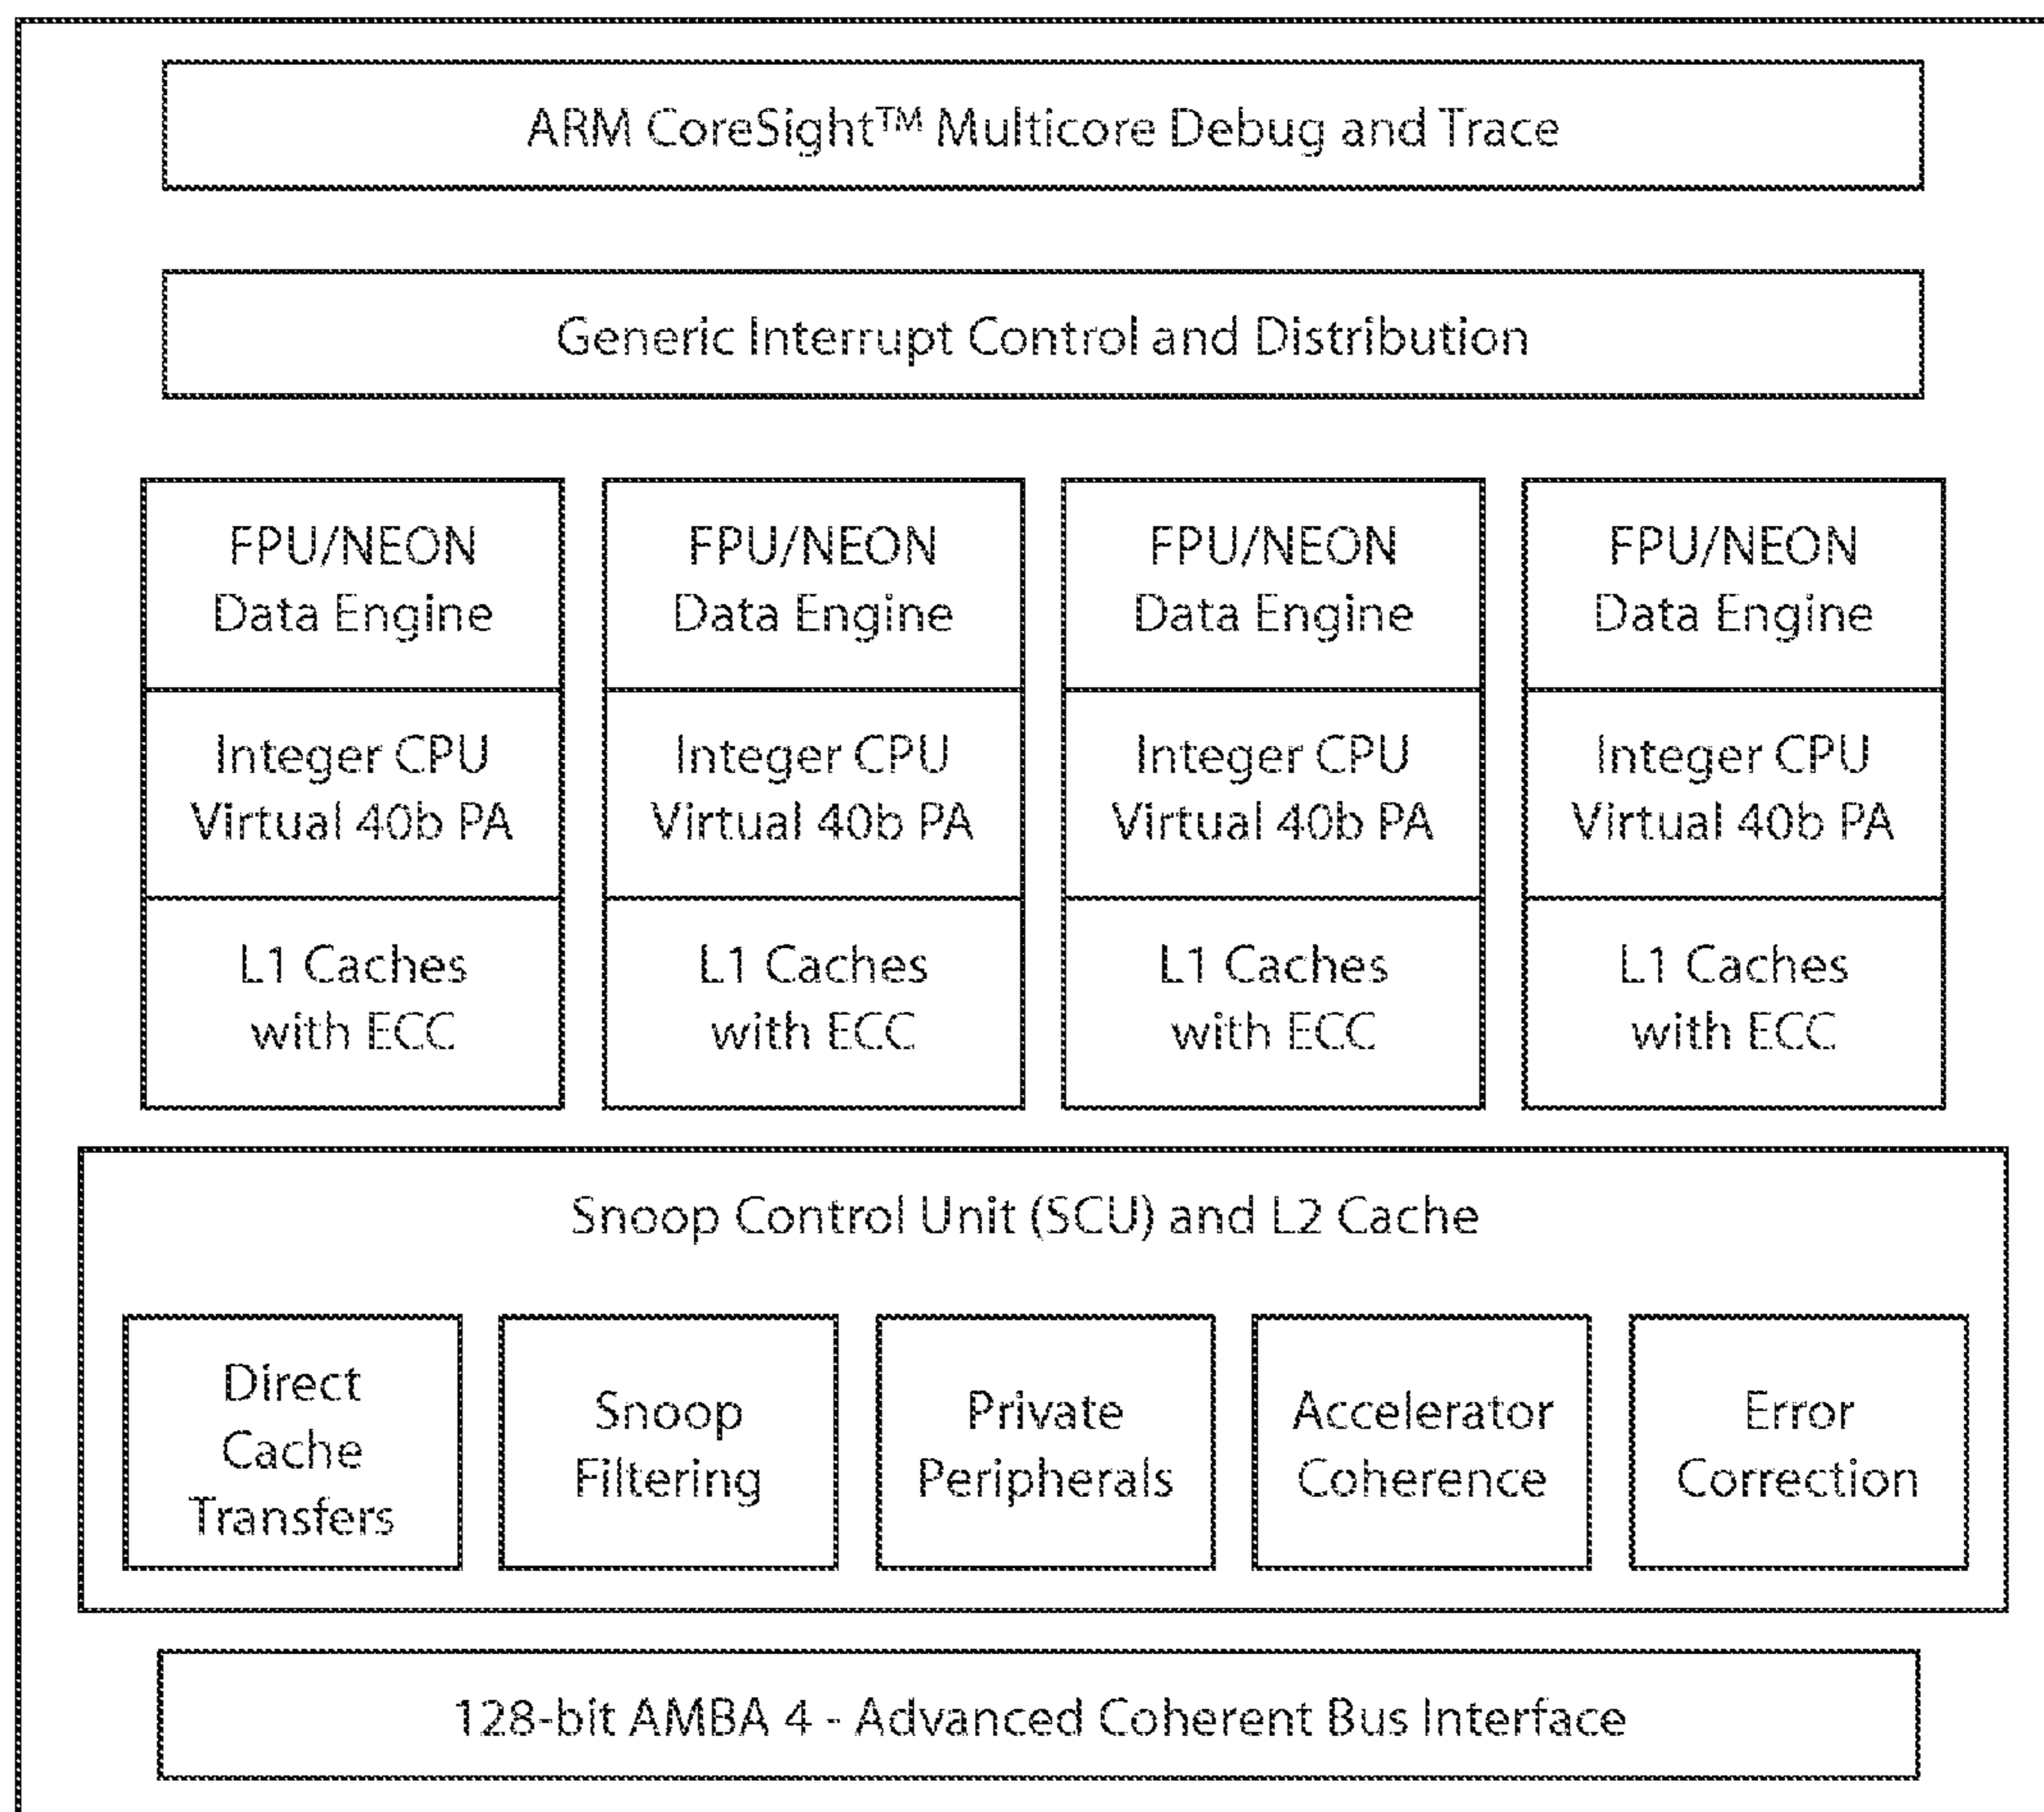 ARM CoreSight™ Multicore Debug and Trace
Generic Interrupt Control and Distribution
FPU/NEON
Data Engine
Integer CPU
Virtual 40b PA
L1 Caches
with ECC
FPU/NEON
Data Engine
Integer CPU
Virtual 40b PA
L1 Caches
with ECC
FPU/NEON
Data Engine
Integer CPU
Virtual 40b PA
L1 Caches
with ECC
FPU/NEON
Data Engine
Integer CPU
Virtual 40b PA
L1 Caches
with ECC
Snoop Control Unit (SCU) and L2 Cache
Direct
Cache
Transfers
Snoop
Filtering
Private
Peripherals
Accelerator
Coherence
Error
Correction
128-bit AMBA 4 - Advanced Coherent Bus Interface